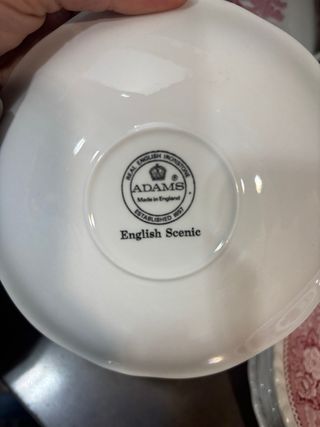 REAL ENGLISH IRONSTONE
ADAMS®
Made in England
ESTABLISHED 1657
English Scenic